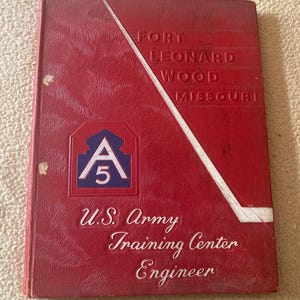 FORT
LEONARD
WOOD
MISSOURI
A
5
U.S. Army
Training Center
Engineer